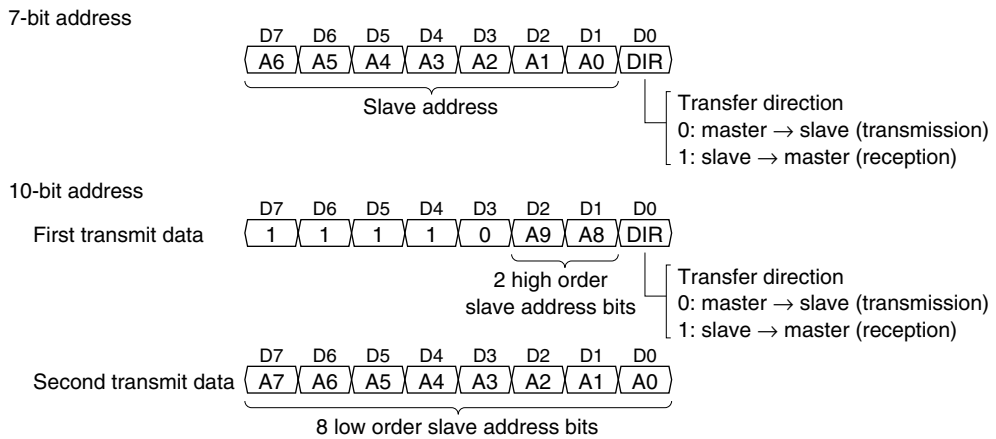 7-bit address
D7 D6 D5 D4 D3 D2 D1 D0
A6 A5 A4 A3 A2 A1 A0 DIR
Slave address
Transfer direction
0: master → slave (transmission)
1: slave → master (reception)
10-bit address
D7 D6 D5 D4 D3 D2 D1 D0
First transmit data 1 1 1 1 0 A9 A8 DIR
2 high order
slave address bits
Transfer direction
0: master → slave (transmission)
1: slave → master (reception)
D7 D6 D5 D4 D3 D2 D1 D0
Second transmit data A7 A6 A5 A4 A3 A2 A1 A0
8 low order slave address bits